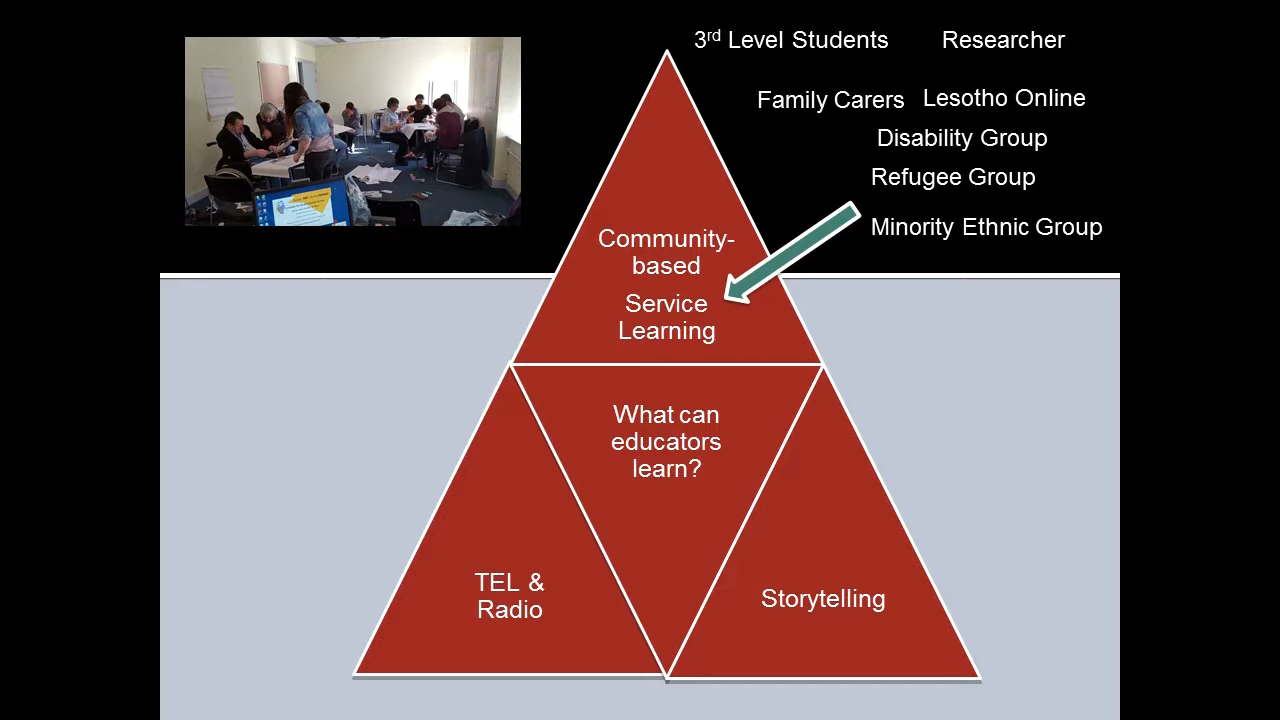 3rd Level Students
Researcher
Family Carers
Lesotho Online
Disability Group
Refugee Group
Minority Ethnic Group
Community-
based
Service
Learning
What can
educators
learn?
TEL &
Radio
Storytelling